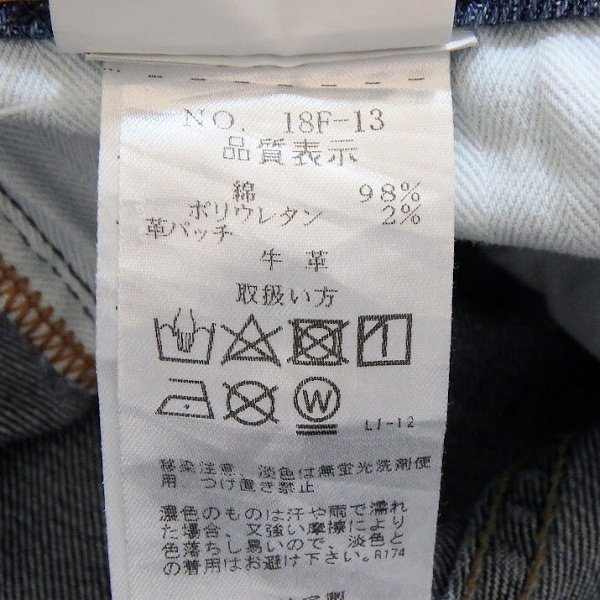 NO. 18F-13
品質表示
綿 98%
ポリウレタン 2%
革パッチ
牛革
取扱い方
W
LI-12
移染注意、淡色は無蛍光洗剤使
用 つけ置き禁止
濃色のものは汗や雨で濡れ
た場合、又強い摩擦により
色落ちし易いので、淡色と
の着用はお避け下さい。R174